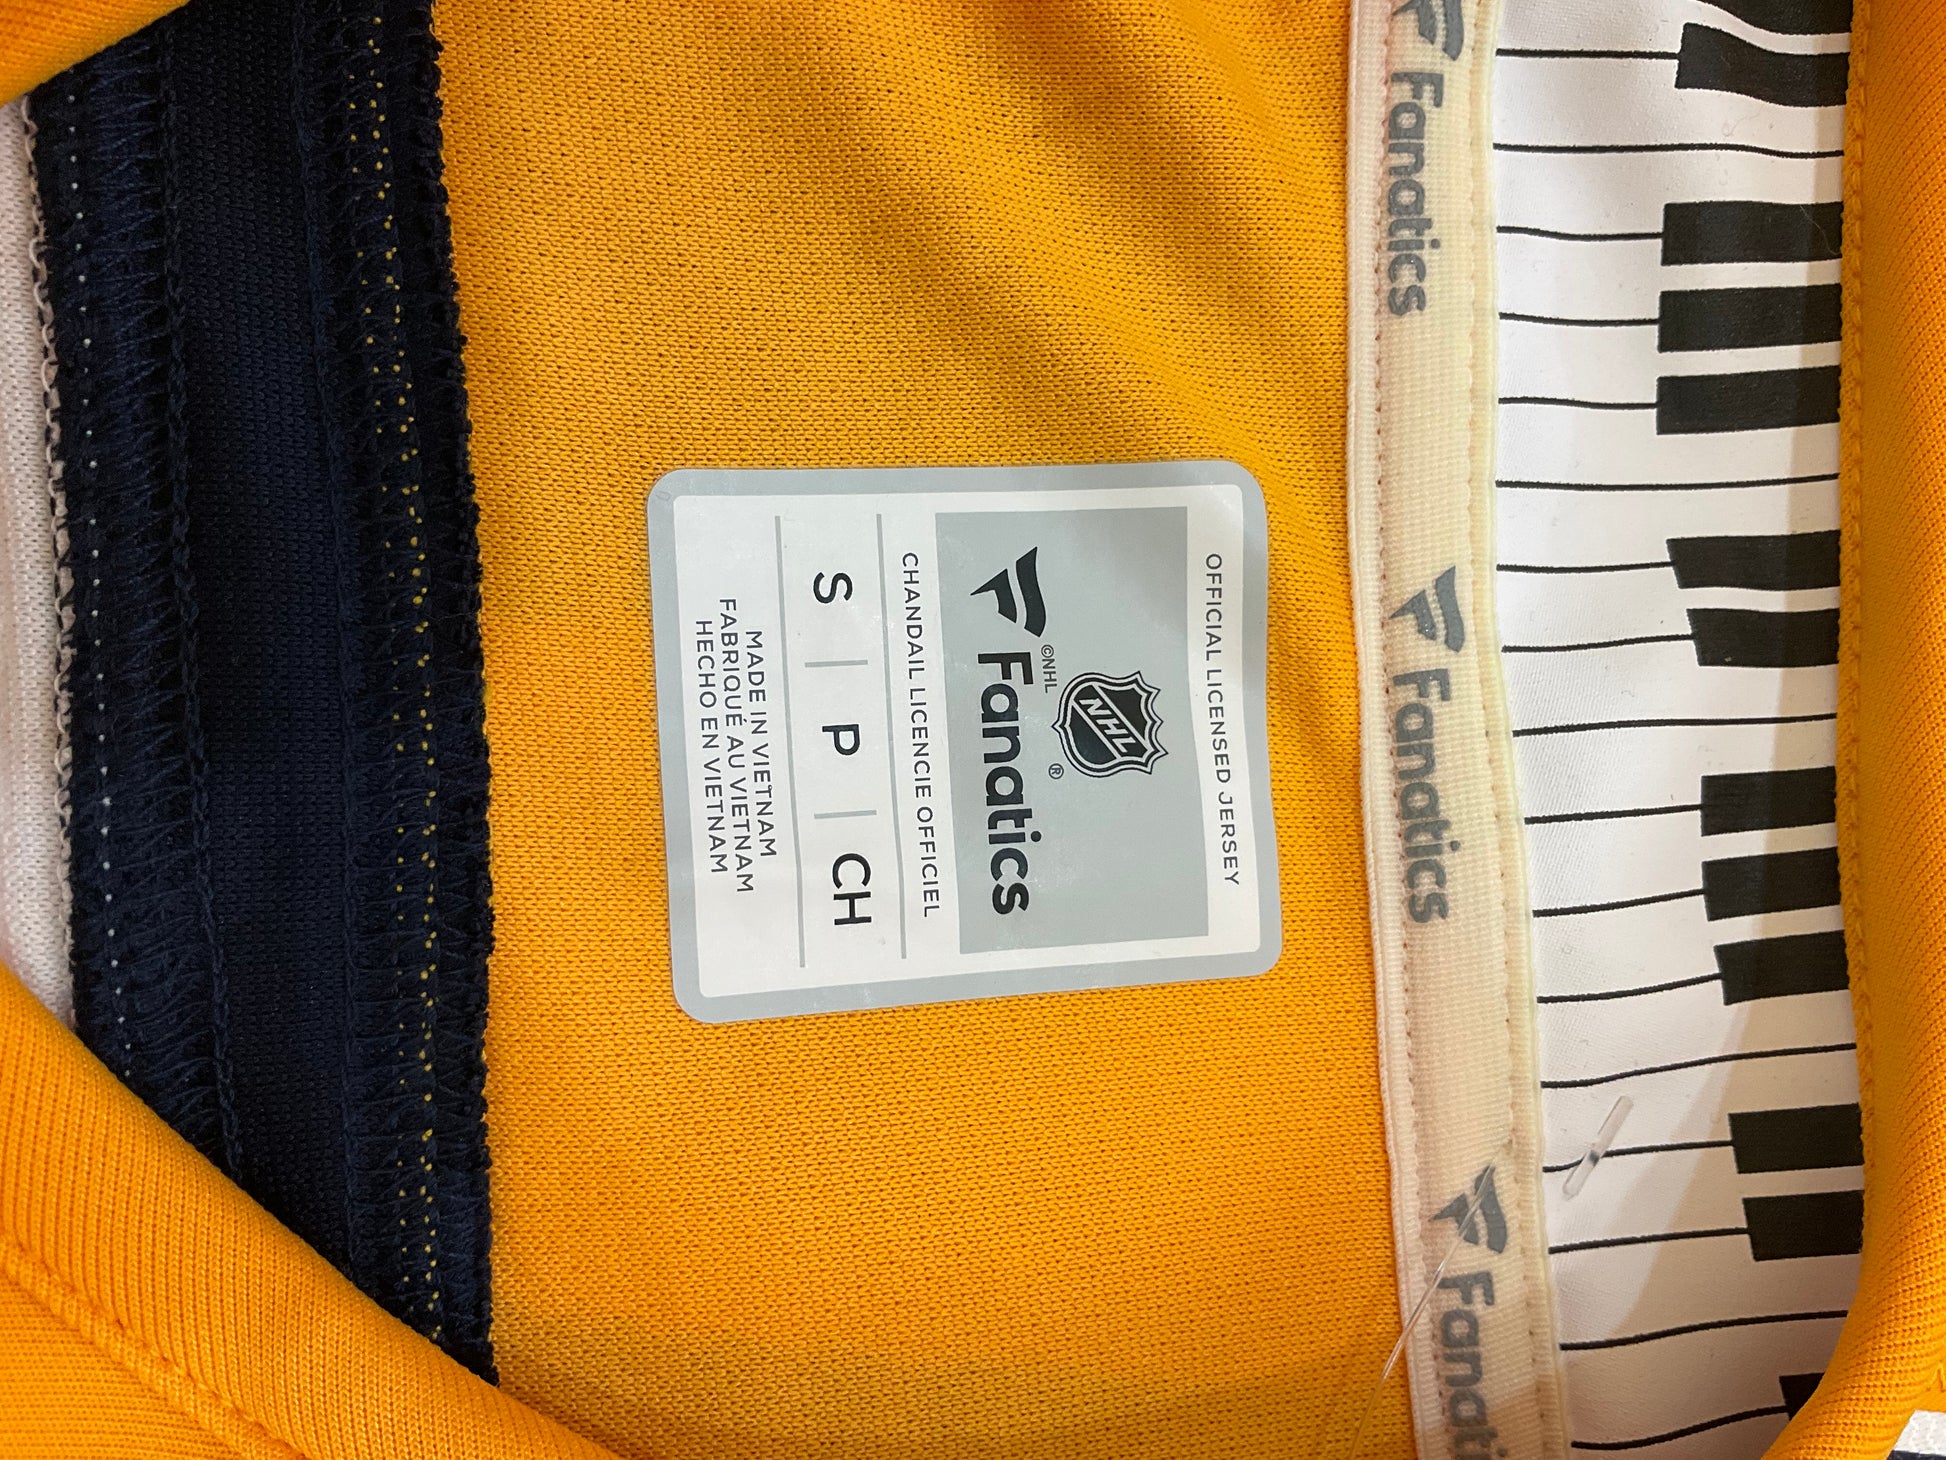 OFFICIAL LICENSED JERSEY
NHL
©NHL ®
Fanatics
CHANDAIL LICENCIE OFFICIEL
S | P | CH
MADE IN VIETNAM
FABRIQUÉ AU VIETNAM
HECHO EN VIETNAM
Fanatics
Fanatics
Fanati